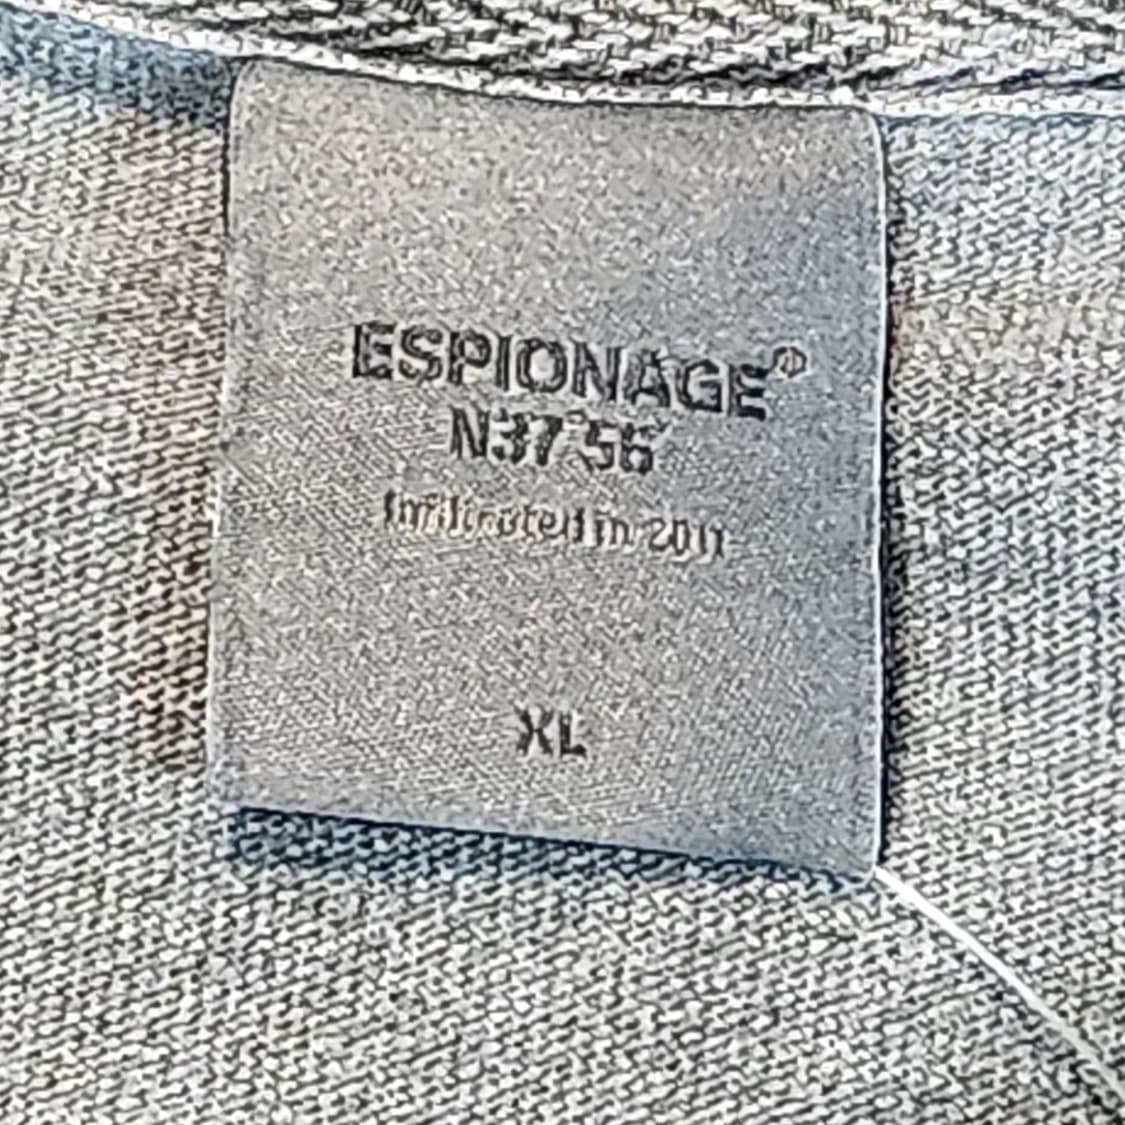 ESPIONAGE®
N37°56'
Infiltrated in 2011
XL